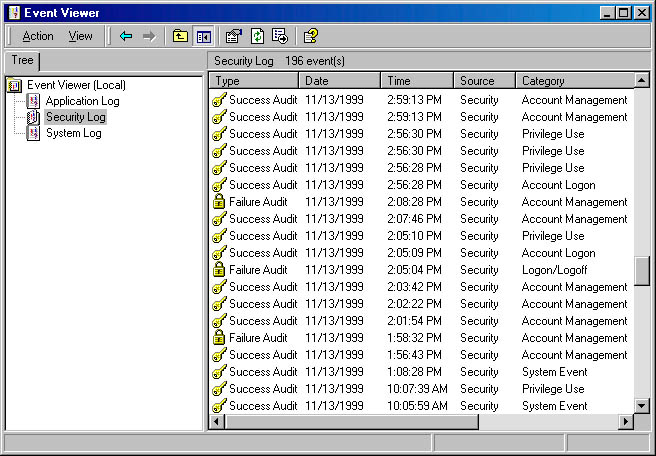 Event Viewer
Action View
Tree
Security Log 196 event(s)
Event Viewer (Local)
Application Log
Security Log
System Log
Type Date Time Source Category
Success Audit 11/13/1999 2:59:13 PM Security Account Management
Success Audit 11/13/1999 2:59:13 PM Security Account Management
Success Audit 11/13/1999 2:56:30 PM Security Privilege Use
Success Audit 11/13/1999 2:56:30 PM Security Privilege Use
Success Audit 11/13/1999 2:56:28 PM Security Privilege Use
Success Audit 11/13/1999 2:56:28 PM Security Account Logon
Failure Audit 11/13/1999 2:08:28 PM Security Account Management
Success Audit 11/13/1999 2:07:46 PM Security Account Management
Success Audit 11/13/1999 2:05:10 PM Security Privilege Use
Success Audit 11/13/1999 2:05:09 PM Security Account Logon
Failure Audit 11/13/1999 2:05:04 PM Security Logon/Logoff
Success Audit 11/13/1999 2:03:42 PM Security Account Management
Success Audit 11/13/1999 2:02:22 PM Security Account Management
Success Audit 11/13/1999 2:01:54 PM Security Account Management
Failure Audit 11/13/1999 1:58:32 PM Security Account Management
Success Audit 11/13/1999 1:56:43 PM Security Account Management
Success Audit 11/13/1999 1:08:28 PM Security System Event
Success Audit 11/13/1999 10:07:39 AM Security Privilege Use
Success Audit 11/13/1999 10:05:59 AM Security System Event